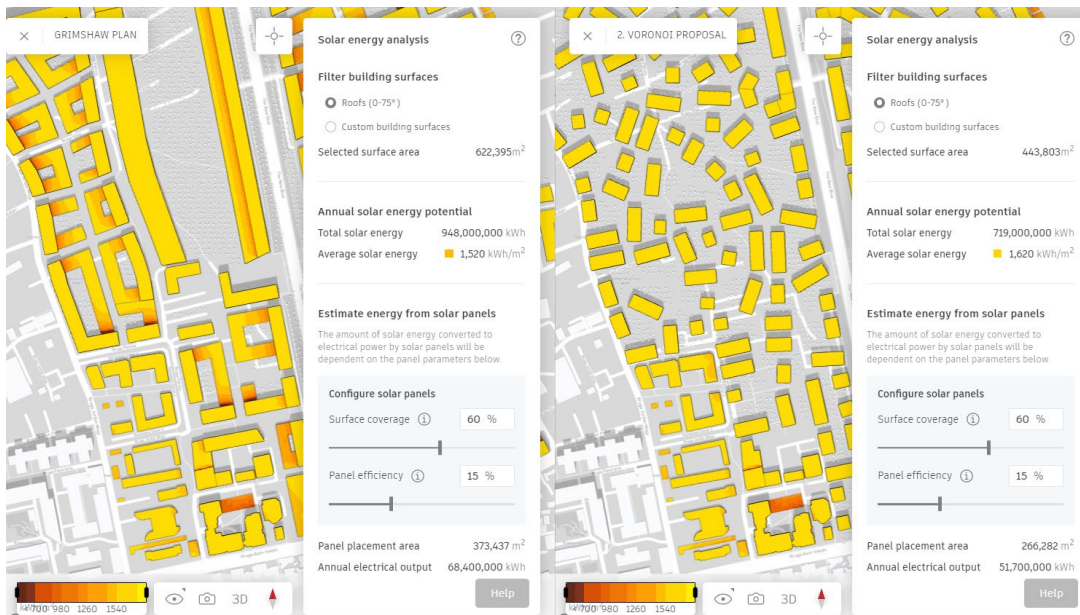 GRIMSHAW PLAN
Solar energy analysis
?
Filter building surfaces
Roofs (0-75°)
Custom building surfaces
Selected surface area 622,395m²
Annual solar energy potential
Total solar energy 948,000,000 kWh
Average solar energy 1,520 kWh/m²
Estimate energy from solar panels
The amount of solar energy converted to
electrical power by solar panels will be
dependent on the panel parameters below.
Configure solar panels
Surface coverage i 60 %
Panel efficiency i 15 %
Panel placement area 373,437 m²
Annual electrical output 68,400,000 kWh
Help
700 980 1260 1540
3D
2. VORONOI PROPOSAL
Solar energy analysis
?
Filter building surfaces
Roofs (0-75°)
Custom building surfaces
Selected surface area 443,803m²
Annual solar energy potential
Total solar energy 719,000,000 kWh
Average solar energy 1,620 kWh/m²
Estimate energy from solar panels
The amount of solar energy converted to
electrical power by solar panels will be
dependent on the panel parameters below.
Configure solar panels
Surface coverage i 60 %
Panel efficiency i 15 %
Panel placement area 266,282 m²
Annual electrical output 51,700,000 kWh
Help
700 980 1260 1540
3D